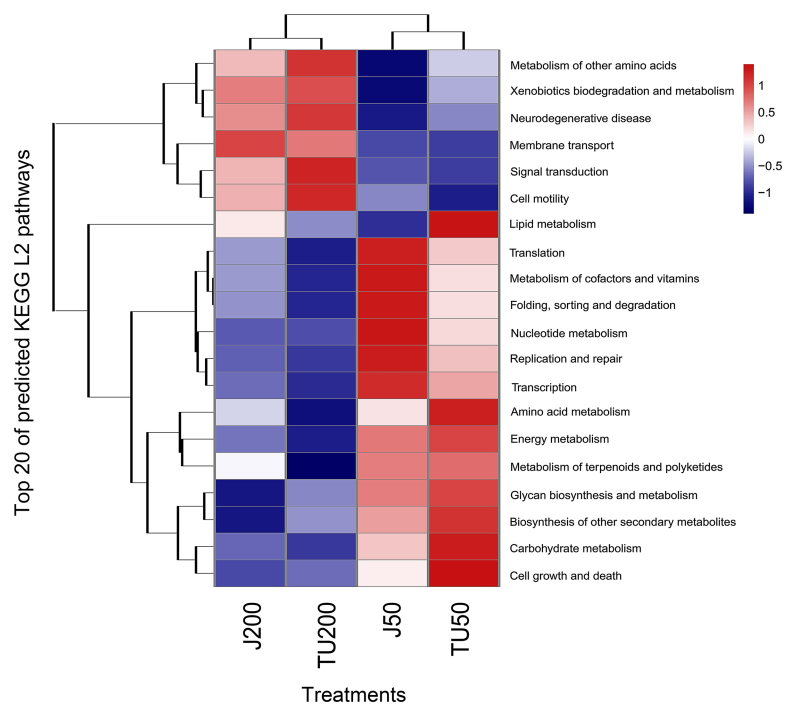 Top 20 of predicted KEGG L2 pathways
Metabolism of other amino acids
Xenobiotics biodegradation and metabolism
Neurodegenerative disease
Membrane transport
Signal transduction
Cell motility
Lipid metabolism
Translation
Metabolism of cofactors and vitamins
Folding, sorting and degradation
Nucleotide metabolism
Replication and repair
Transcription
Amino acid metabolism
Energy metabolism
Metabolism of terpenoids and polyketides
Glycan biosynthesis and metabolism
Biosynthesis of other secondary metabolites
Carbohydrate metabolism
Cell growth and death
1
0.5
0
−0.5
−1
J200
TU200
J50
TU50
Treatments